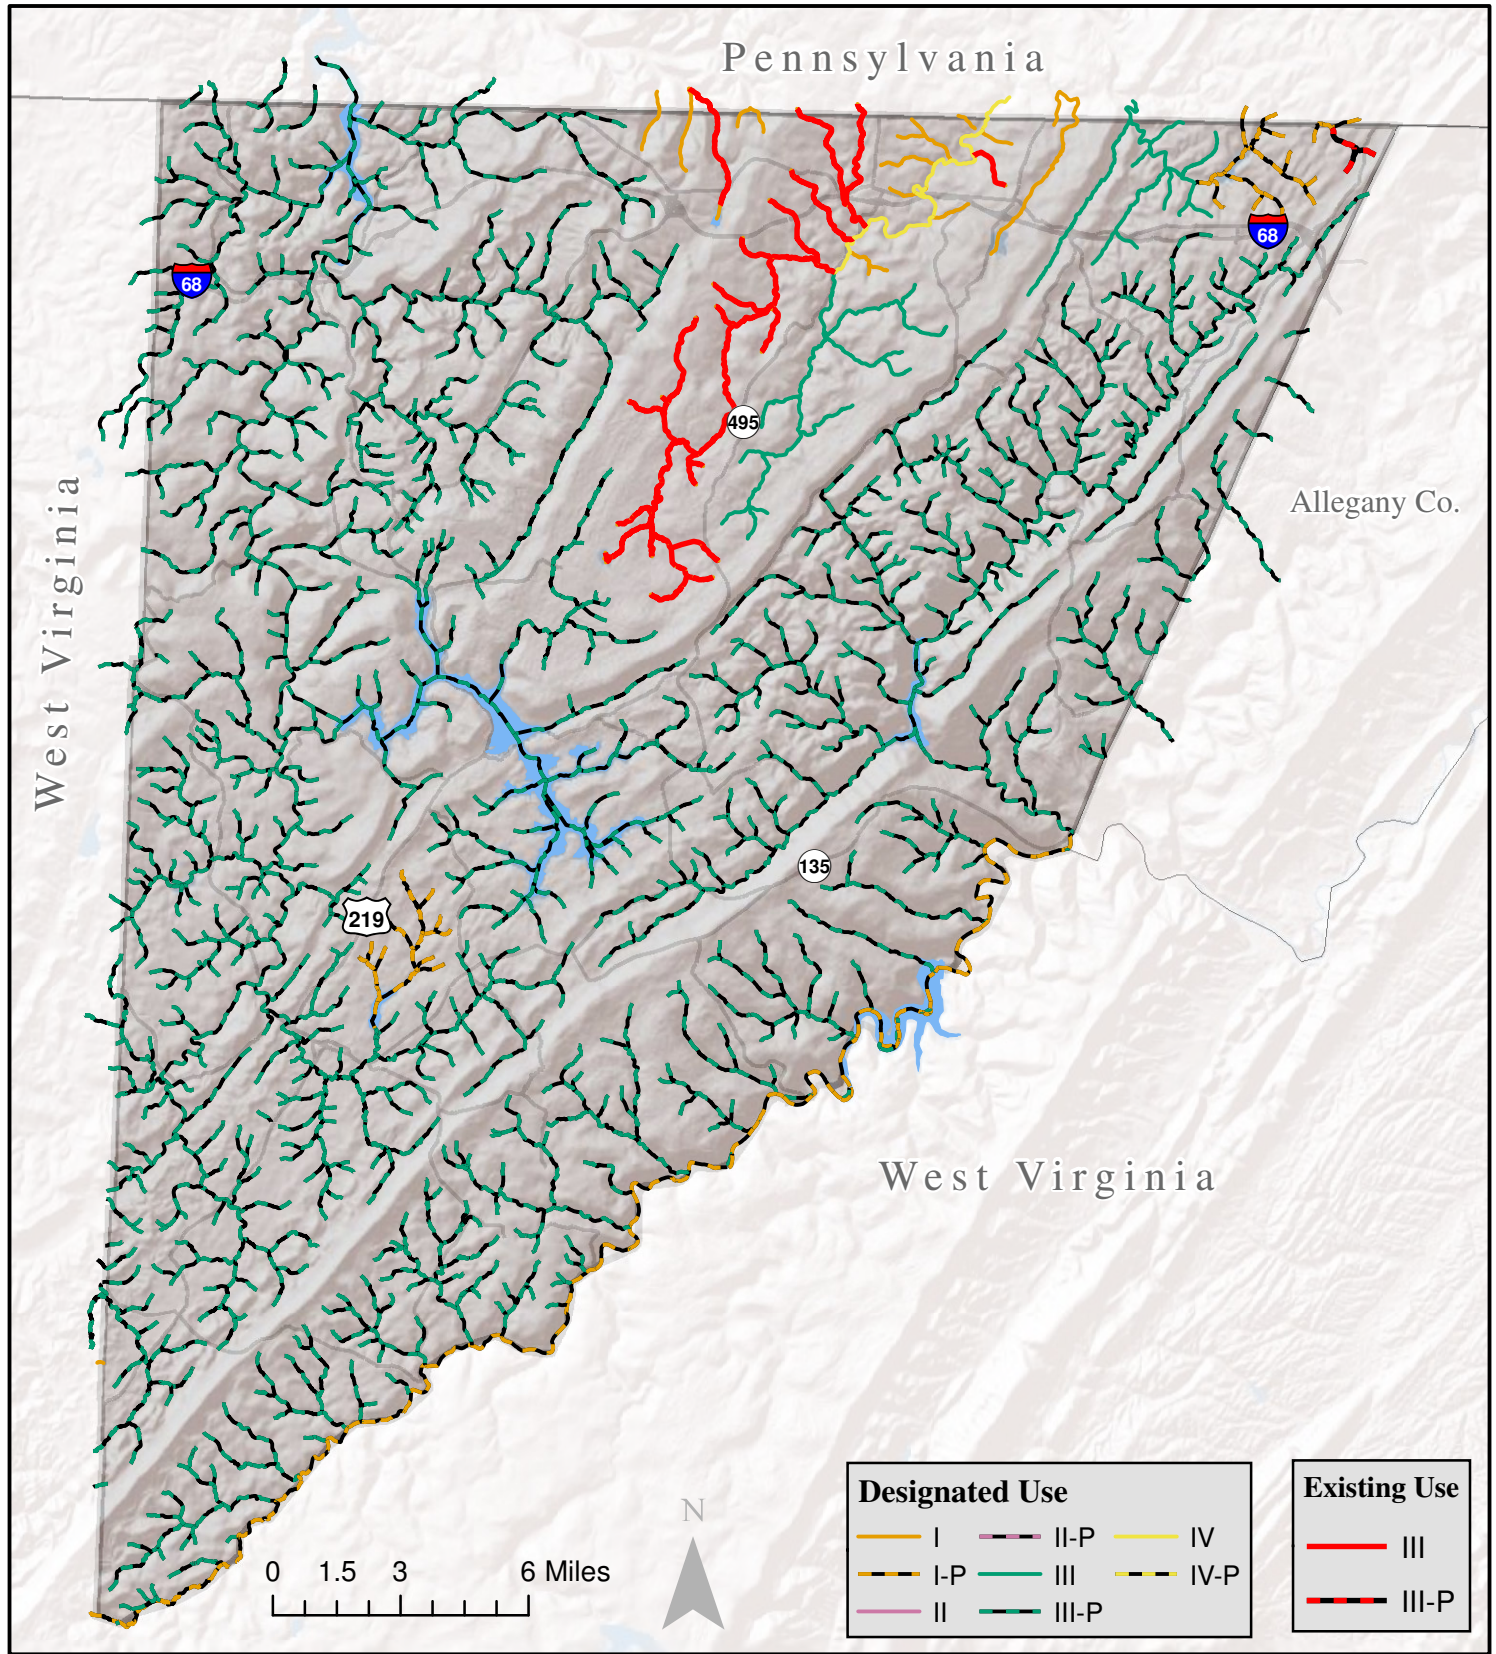 Pennsylvania
68
68
495
Allegany Co.
West Virginia
135
219
West Virginia
N
0 1.5 3 6 Miles
Designated Use
I II-P IV
I-P III IV-P
II III-P
Existing Use
III
III-P